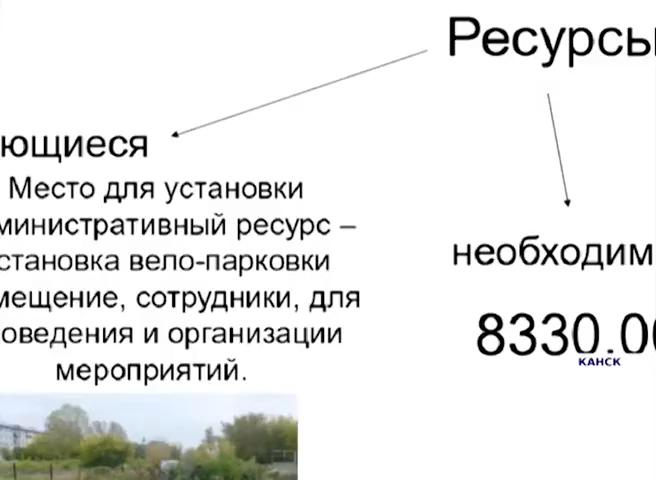 Ресурсы
ющиеся
Место для установки
министративный ресурс –
становка вело-парковки
мещение, сотрудники, для
оведения и организации
мероприятий.
необходим
8330.00
КАНСК